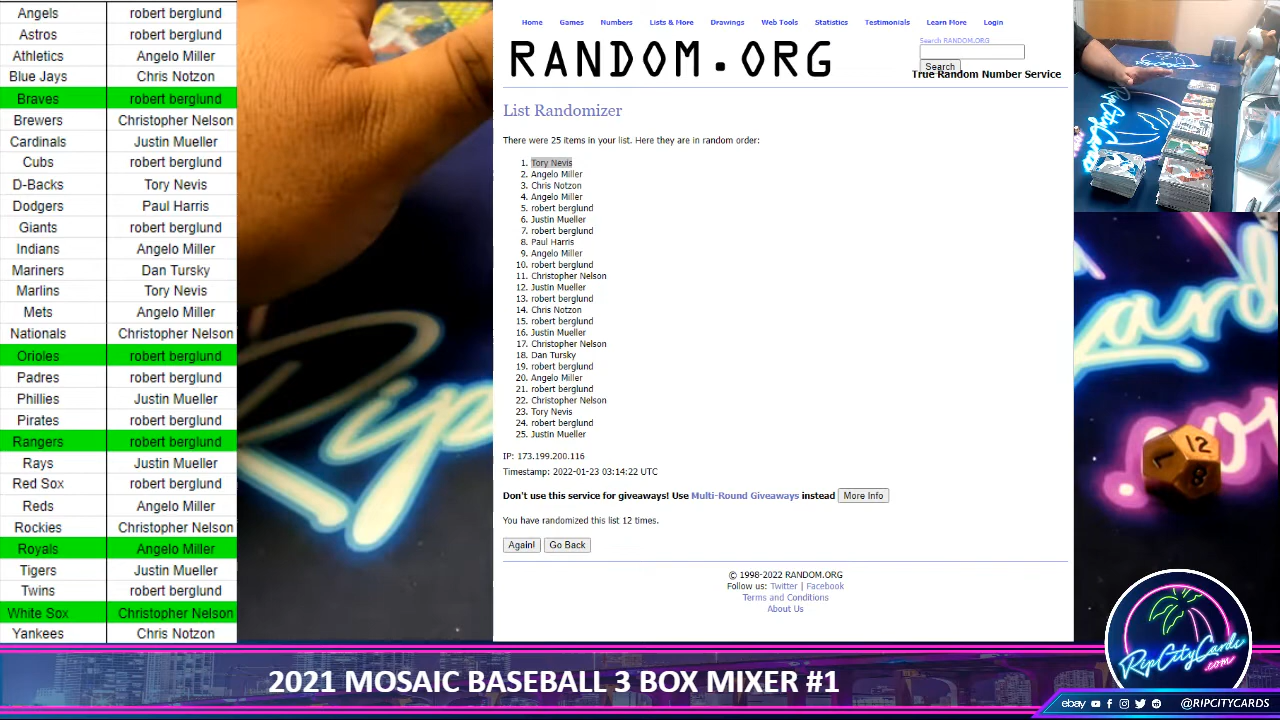 Angels robert berglund
Astros robert berglund
Athletics Angelo Miller
Blue Jays Chris Notzon
Braves robert berglund
Brewers Christopher Nelson
Cardinals Justin Mueller
Cubs robert berglund
D-Backs Tory Nevis
Dodgers Paul Harris
Giants robert berglund
Indians Angelo Miller
Mariners Dan Tursky
Marlins Tory Nevis
Mets Angelo Miller
Nationals Christopher Nelson
Orioles robert berglund
Padres robert berglund
Phillies Justin Mueller
Pirates robert berglund
Rangers robert berglund
Rays Justin Mueller
Red Sox robert berglund
Reds Angelo Miller
Rockies Christopher Nelson
Royals Angelo Miller
Tigers Justin Mueller
Twins robert berglund
White Sox Christopher Nelson
Yankees Chris Notzon
Rip
Home Games Numbers Lists & More Drawings Web Tools Statistics Testimonials Learn More Login
RANDOM.ORG
Search RANDOM.ORG
Search
True Random Number Service
List Randomizer
There were 25 items in your list. Here they are in random order:
1. Tory Nevis
2. Angelo Miller
3. Chris Notzon
4. Angelo Miller
5. robert berglund
6. Justin Mueller
7. robert berglund
8. Paul Harris
9. Angelo Miller
10. robert berglund
11. Christopher Nelson
12. Justin Mueller
13. robert berglund
14. Chris Notzon
15. robert berglund
16. Justin Mueller
17. Christopher Nelson
18. Dan Tursky
19. robert berglund
20. Angelo Miller
21. robert berglund
22. Christopher Nelson
23. Tory Nevis
24. robert berglund
25. Justin Mueller
IP: 173.199.200.116
Timestamp: 2022-01-23 03:14:22 UTC
Don't use this service for giveaways! Use Multi-Round Giveaways instead More Info
You have randomized this list 12 times.
Again! Go Back
© 1998-2022 RANDOM.ORG
Follow us: Twitter | Facebook
Terms and Conditions
About Us
12
7
8
RipCityCards
.com
2021 MOSAIC BASEBALL 3 BOX MIXER #1
ebay @RIPCITYCARDS